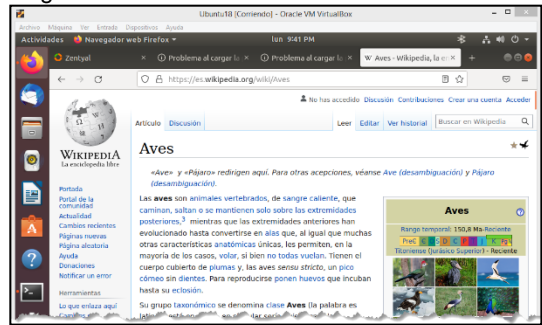 Ubuntu18 [Corriendo] - Oracle VM VirtualBox
Archivo Máquina Ver Entrada Dispositivos Ayuda
Actividades Navegador web Firefox lun 9:41 PM
Zentyal Problema al cargar la Problema al cargar la Aves - Wikipedia, la en
https://es.wikipedia.org/wiki/Aves
No has accedido Discusión Contribuciones Crear una cuenta Acceder
Artículo Discusión Leer Editar Ver historial Buscar en Wikipedia
WIKIPEDIA
La enciclopedia libre
Portada
Portal de la
comunidad
Actualidad
Cambios recientes
Páginas nuevas
Página aleatoria
Ayuda
Donaciones
Notificar un error
Herramientas
Lo que enlaza aquí
Aves
«Ave» y «Pájaro» redirigen aquí. Para otras acepciones, véanse Ave (desambiguación) y Pájaro
(desambiguación).
Las aves son animales vertebrados, de sangre caliente, que
caminan, saltan o se mantienen solo sobre las extremidades
posteriores,3 mientras que las extremidades anteriores han
evolucionado hasta convertirse en alas que, al igual que muchas
otras características anatómicas únicas, les permiten, en la
mayoría de los casos, volar, si bien no todas vuelan. Tienen el
cuerpo cubierto de plumas y, las aves sensu stricto, un pico
córneo sin dientes. Para reproducirse ponen huevos que incuban
hasta su eclosión.
Su grupo taxonómico se denomina clase Aves (la palabra es
Aves
Rango temporal: 150,8 Ma-Reciente
PreЄ Є O S D C P T J K Pg N
Titoniense (Jurásico Superior) - Reciente